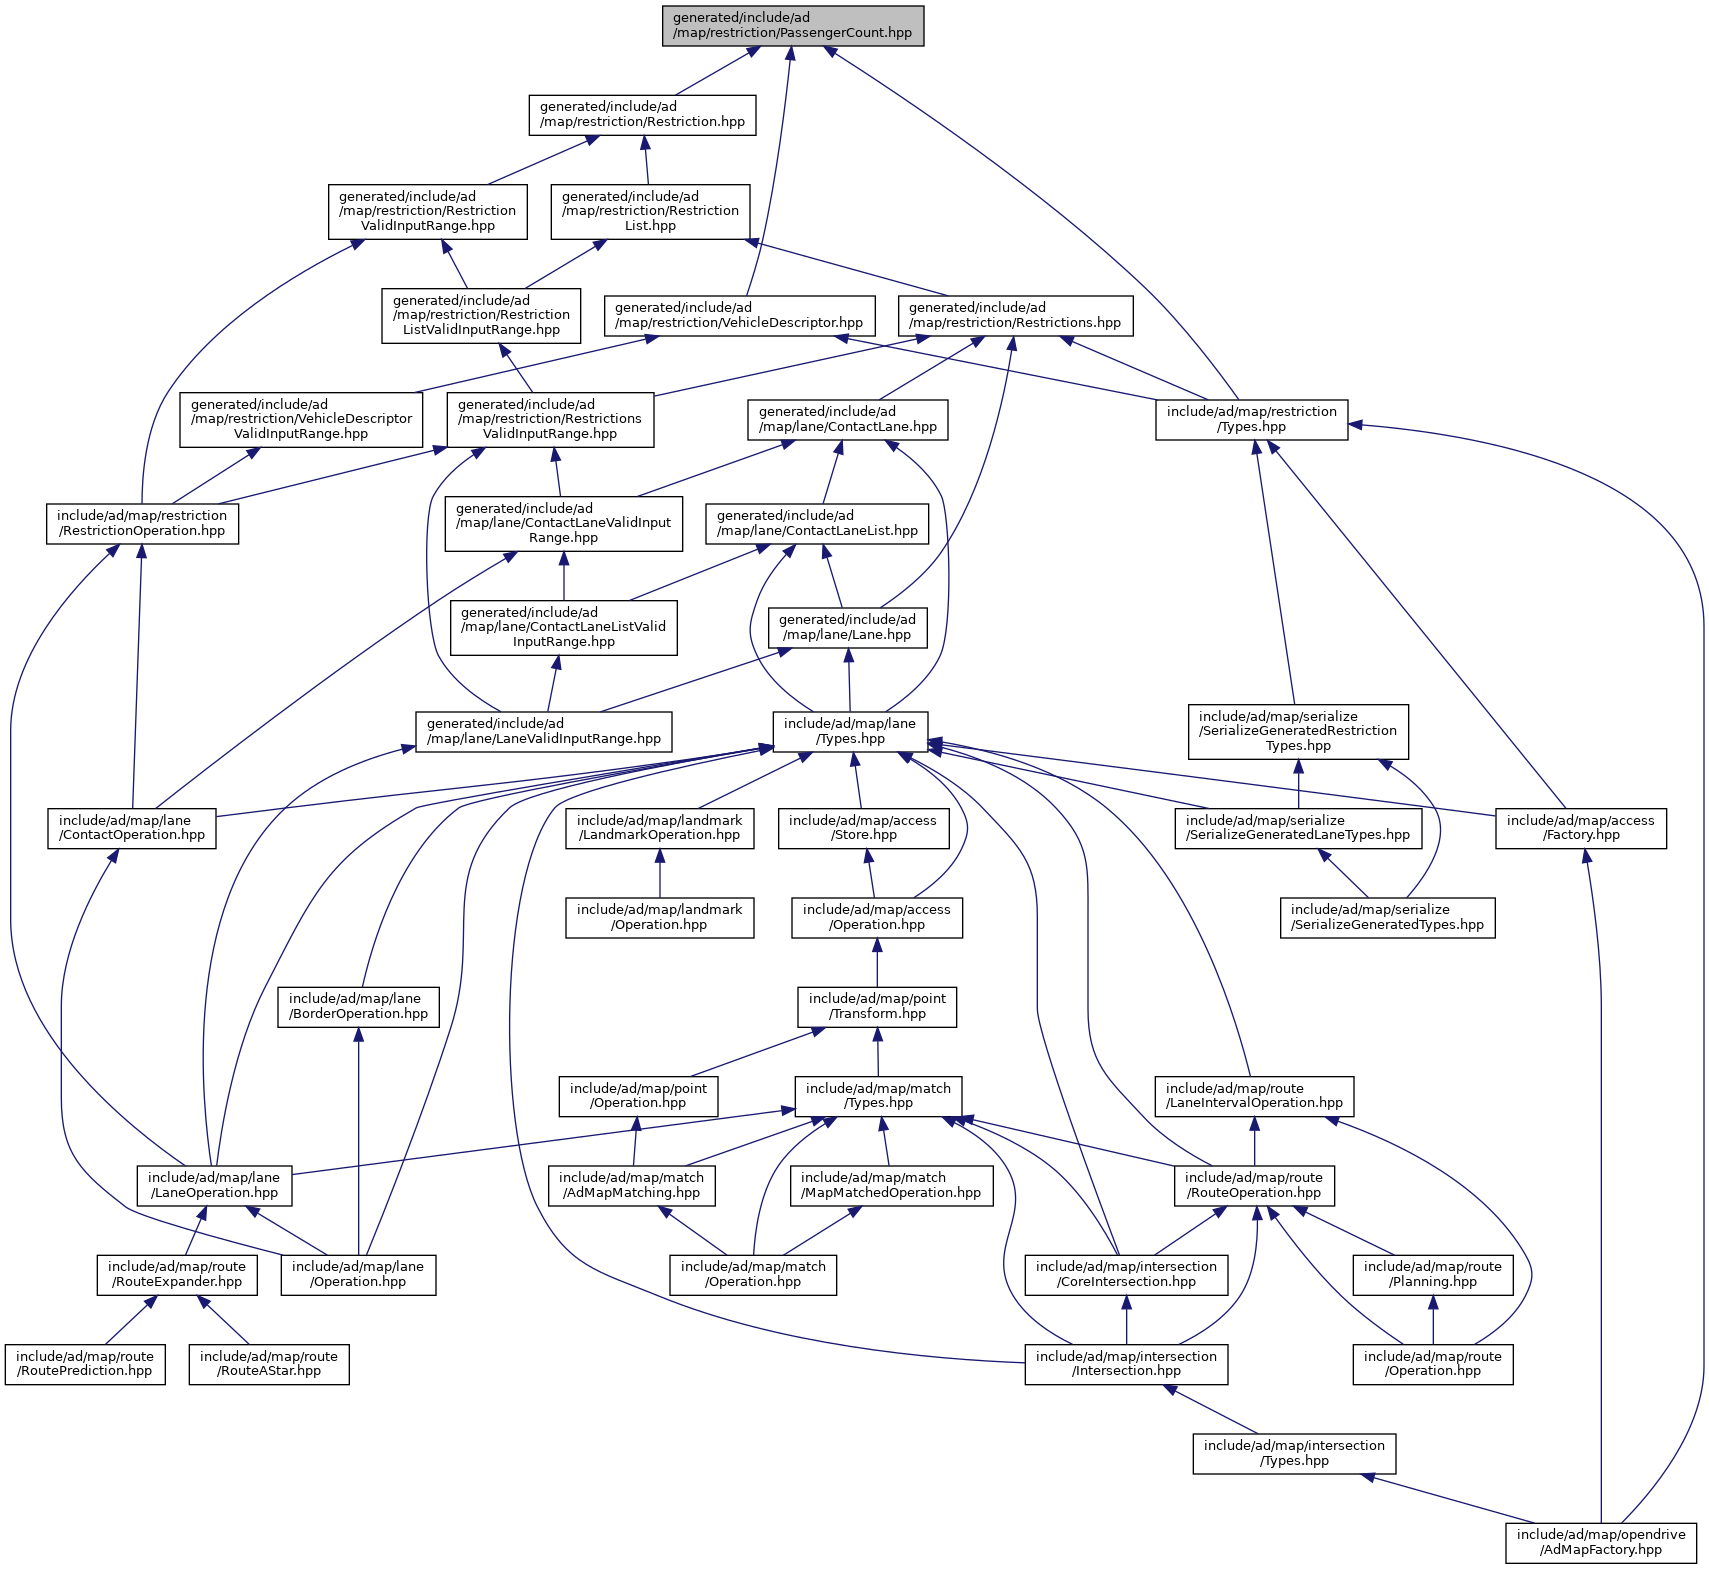 generated/include/ad
/map/restriction/PassengerCount.hpp
generated/include/ad
/map/restriction/Restriction.hpp
generated/include/ad
/map/restriction/Restriction
ValidInputRange.hpp
generated/include/ad
/map/restriction/Restriction
List.hpp
generated/include/ad
/map/restriction/Restriction
ListValidInputRange.hpp
generated/include/ad
/map/restriction/VehicleDescriptor.hpp
generated/include/ad
/map/restriction/Restrictions.hpp
generated/include/ad
/map/restriction/VehicleDescriptor
ValidInputRange.hpp
generated/include/ad
/map/restriction/Restrictions
ValidInputRange.hpp
generated/include/ad
/map/lane/ContactLane.hpp
include/ad/map/restriction
/Types.hpp
include/ad/map/restriction
/RestrictionOperation.hpp
generated/include/ad
/map/lane/ContactLaneValidInput
Range.hpp
generated/include/ad
/map/lane/ContactLaneList.hpp
generated/include/ad
/map/lane/ContactLaneListValid
InputRange.hpp
generated/include/ad
/map/lane/Lane.hpp
generated/include/ad
/map/lane/LaneValidInputRange.hpp
include/ad/map/lane
/Types.hpp
include/ad/map/serialize
/SerializeGeneratedRestriction
Types.hpp
include/ad/map/lane
/ContactOperation.hpp
include/ad/map/landmark
/LandmarkOperation.hpp
include/ad/map/access
/Store.hpp
include/ad/map/serialize
/SerializeGeneratedLaneTypes.hpp
include/ad/map/access
/Factory.hpp
include/ad/map/landmark
/Operation.hpp
include/ad/map/access
/Operation.hpp
include/ad/map/serialize
/SerializeGeneratedTypes.hpp
include/ad/map/lane
/BorderOperation.hpp
include/ad/map/point
/Transform.hpp
include/ad/map/point
/Operation.hpp
include/ad/map/match
/Types.hpp
include/ad/map/route
/LaneIntervalOperation.hpp
include/ad/map/lane
/LaneOperation.hpp
include/ad/map/match
/AdMapMatching.hpp
include/ad/map/match
/MapMatchedOperation.hpp
include/ad/map/route
/RouteOperation.hpp
include/ad/map/route
/RouteExpander.hpp
include/ad/map/lane
/Operation.hpp
include/ad/map/match
/Operation.hpp
include/ad/map/intersection
/CoreIntersection.hpp
include/ad/map/route
/Planning.hpp
include/ad/map/route
/RoutePrediction.hpp
include/ad/map/route
/RouteAStar.hpp
include/ad/map/intersection
/Intersection.hpp
include/ad/map/route
/Operation.hpp
include/ad/map/intersection
/Types.hpp
include/ad/map/opendrive
/AdMapFactory.hpp